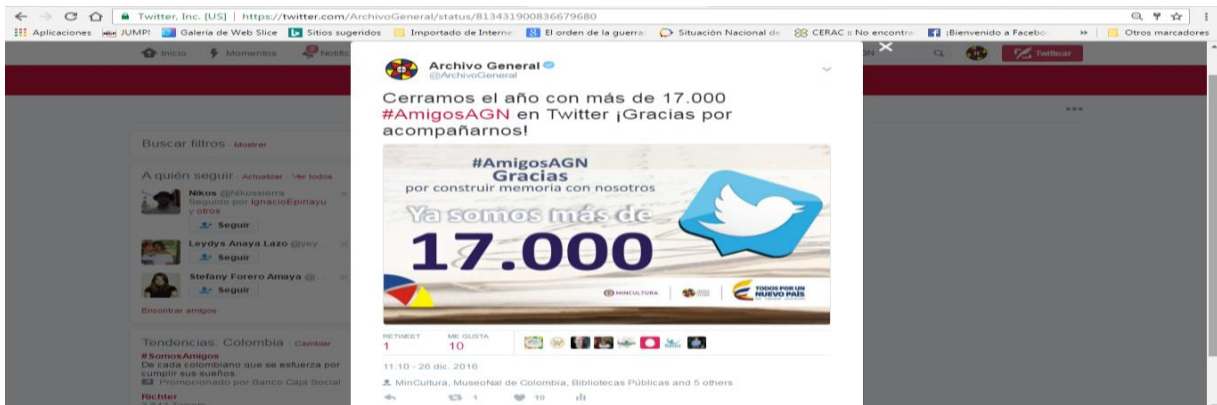 Twitter, Inc. [US] | https://twitter.com/ArchivoGeneral/status/813431900836679680
Aplicaciones JUMP! Galería de Web Slice Sitios sugeridos Importado de Interne El orden de la guerra: Situación Nacional de CERAC :: No encontra ¡Bienvenido a Facebo » Otros marcadores
Inicio Momentos Notific Twittear
Archivo General
@ArchivoGeneral
Cerramos el año con más de 17.000
#AmigosAGN en Twitter ¡Gracias por
acompañarnos!
#AmigosAGN
Gracias
por construir memoria con nosotros
Ya somos más de
17.000
MINCULTURA
TODOS POR UN
NUEVO PAÍS
RETWEET ME GUSTA
1 10
11:10 - 26 dic. 2016
MinCultura, MuseoNal de Colombia, Bibliotecas Públicas and 5 others
1 10
Buscar filtros · Mostrar
A quién seguir · Actualizar · Ver todos
Nikos @Nikossierra
Seguido por IgnacioEpinayu
y otros
Seguir
Leydys Anaya Lazo @yey...
Seguir
Stefany Forero Amaya @...
Seguir
Encontrar amigos
Tendencias: Colombia · Cambiar
#SomosAmigos
De cada colombiano que se esfuerza por
cumplir sus sueños.
Promocionado por Banco Caja Social
Richter